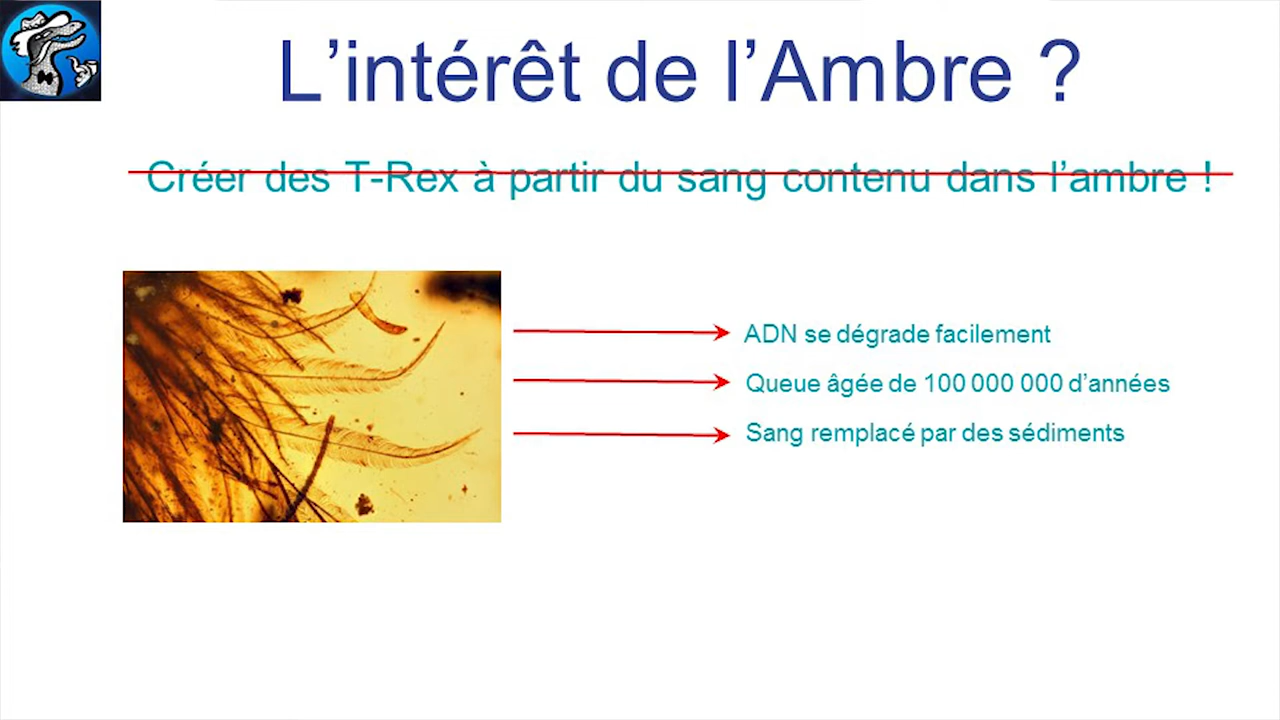 L’intérêt de l’Ambre ?
Créer des T-Rex à partir du sang contenu dans l’ambre !
ADN se dégrade facilement
Queue âgée de 100 000 000 d’années
Sang remplacé par des sédiments